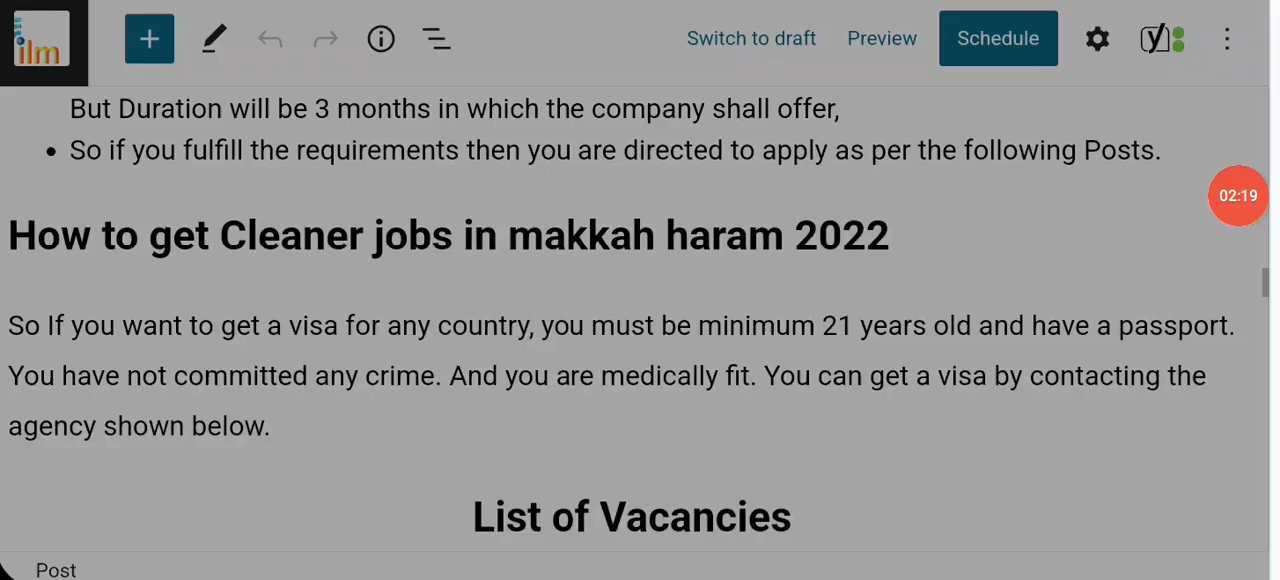 ilm
Switch to draft
Preview
Schedule
But Duration will be 3 months in which the company shall offer,
• So if you fulfill the requirements then you are directed to apply as per the following Posts.
02:19
How to get Cleaner jobs in makkah haram 2022
So If you want to get a visa for any country, you must be minimum 21 years old and have a passport.
You have not committed any crime. And you are medically fit. You can get a visa by contacting the
agency shown below.
List of Vacancies
Post